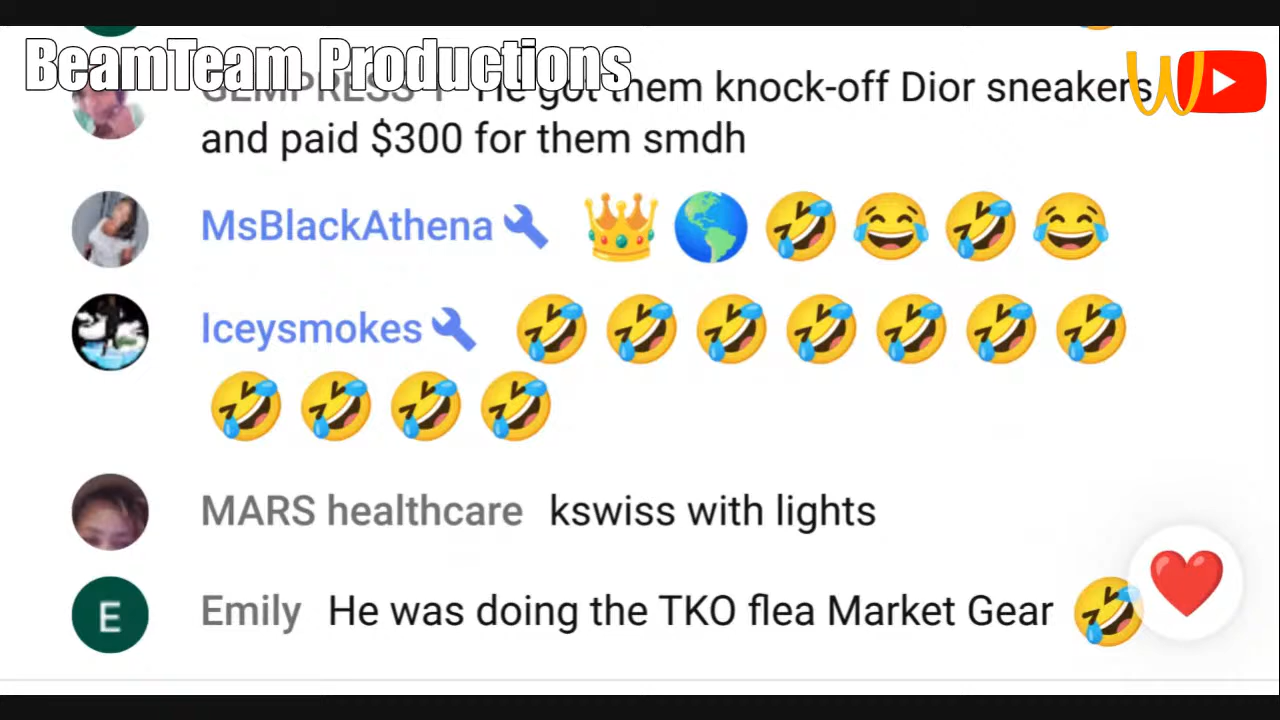 BeamTeam Productions
He got them knock-off Dior sneakers
and paid $300 for them smdh
MsBlackAthena 👑 🌎 🤣 😂 🤣 😂
Iceysmokes 🤣 🤣 🤣 🤣 🤣 🤣 🤣
🤣 🤣 🤣 🤣
MARS healthcare kswiss with lights
E Emily He was doing the TKO flea Market Gear 🤣